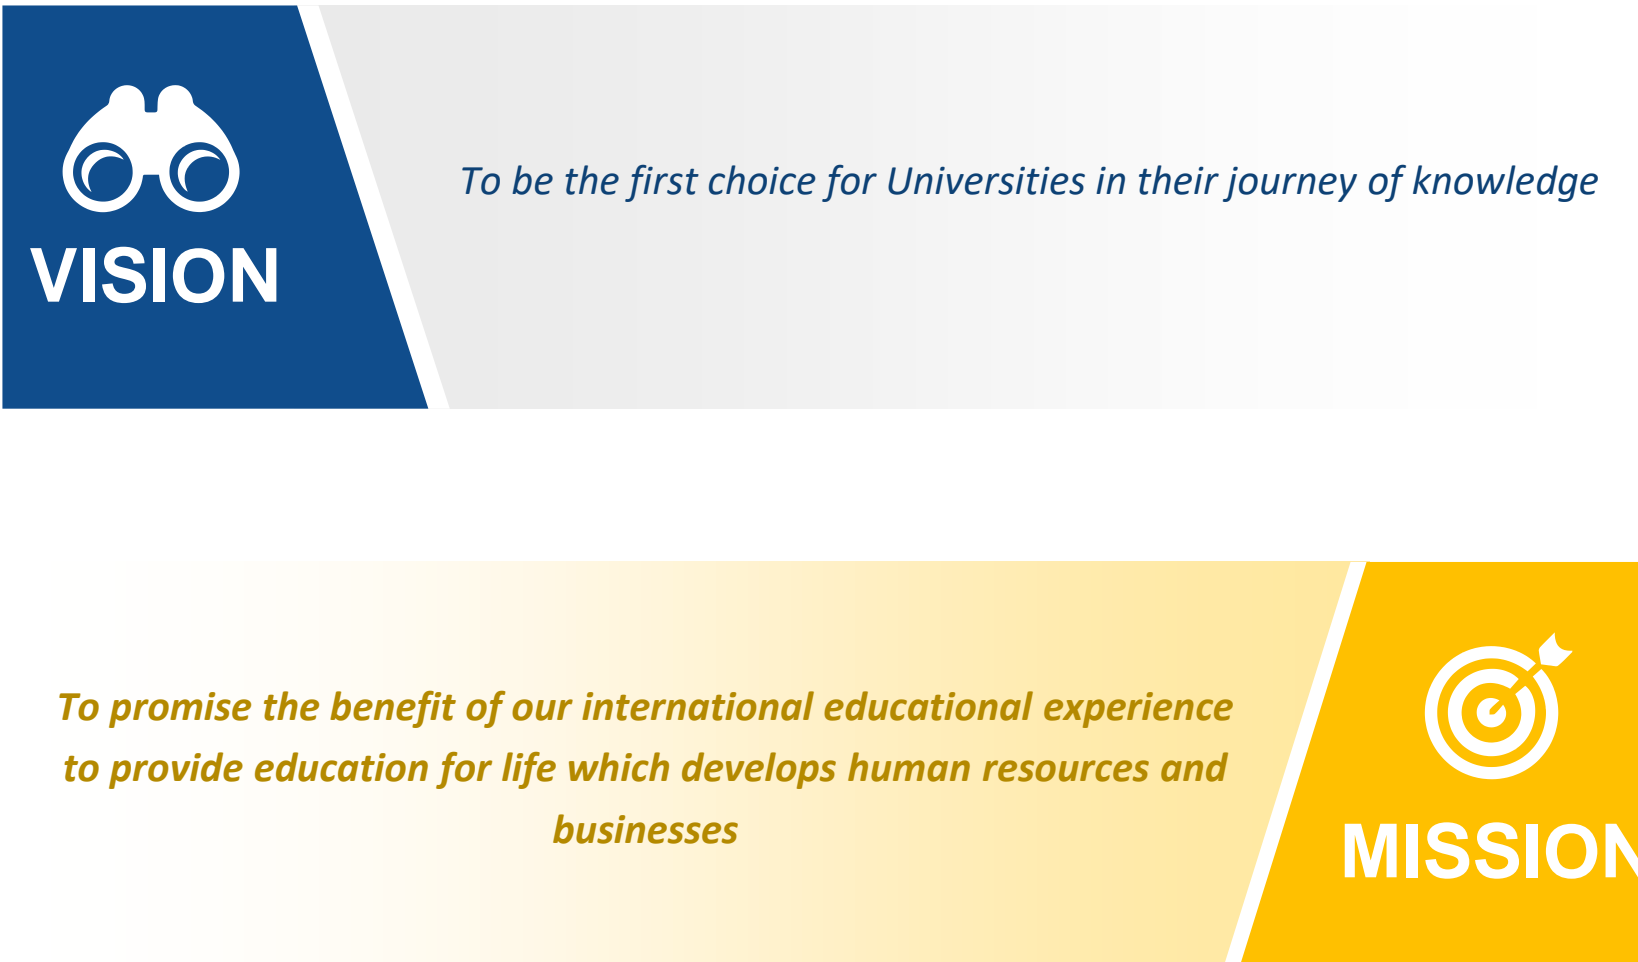 VISION
To be the first choice for Universities in their journey of knowledge
To promise the benefit of our international educational experience
to provide education for life which develops human resources and
businesses
MISSION